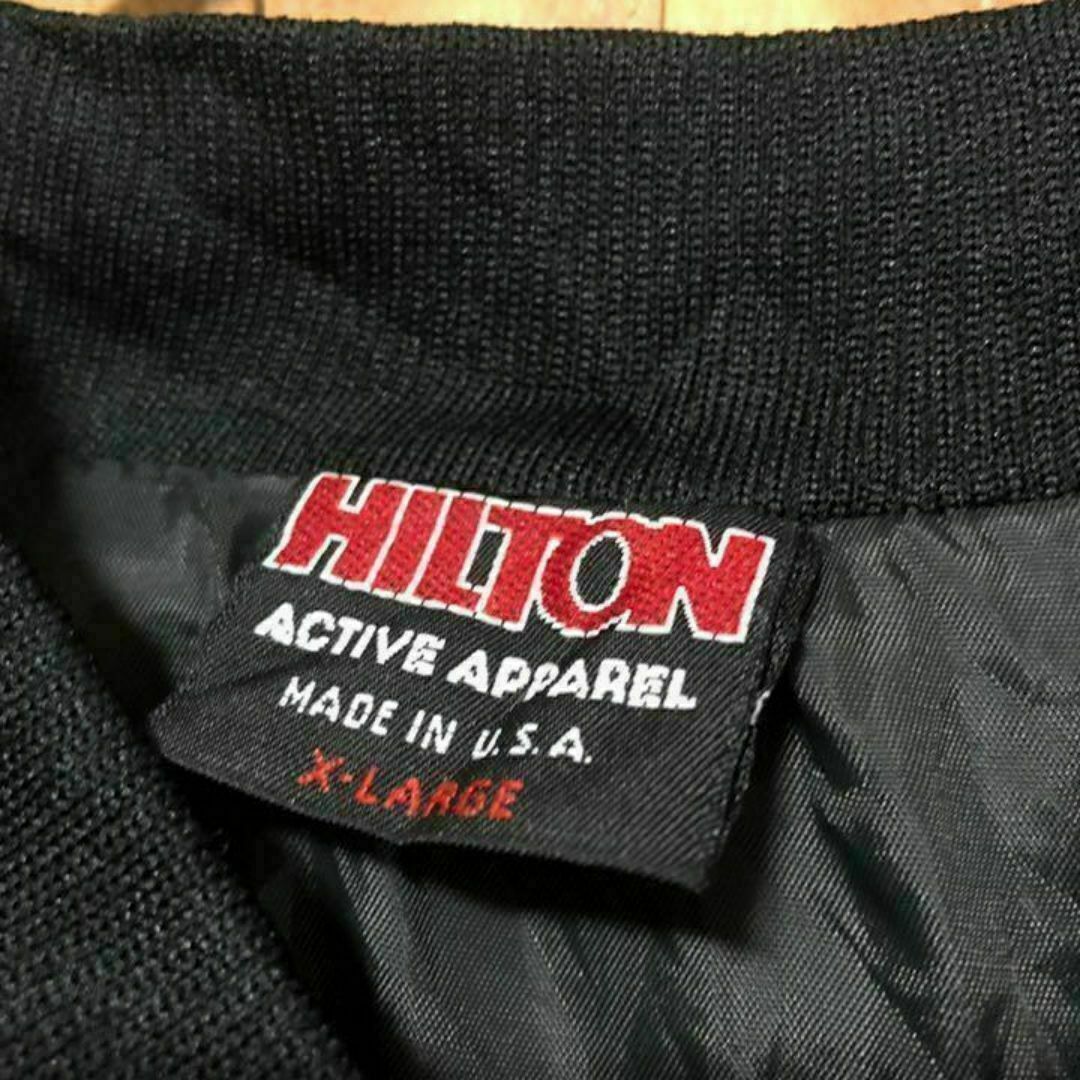 HILTON
ACTIVE APPAREL
MADE IN U.S.A.
X-LARGE